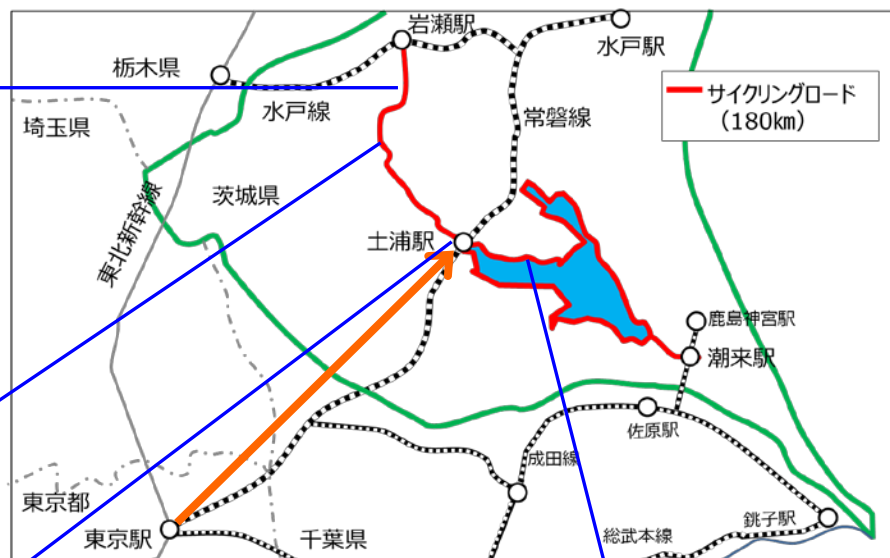 岩瀬駅
水戸駅
栃木県
水戸線
常磐線
サイクリングロード
（180km）
埼玉県
茨城県
東北新幹線
土浦駅
鹿島神宮駅
潮来駅
佐原駅
成田線
東京都
東京駅
千葉県
総武本線
銚子駅